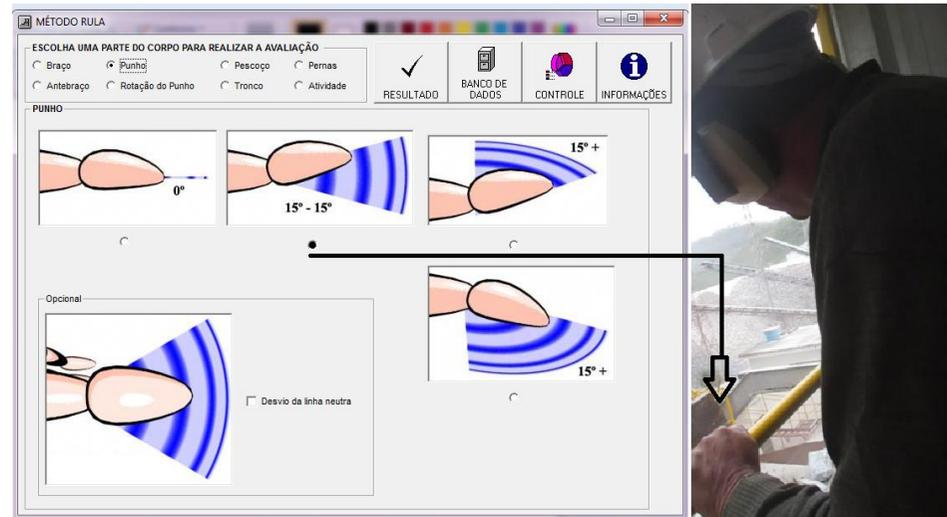 MÉTODO RULA
ESCOLHA UMA PARTE DO CORPO PARA REALIZAR A AVALIAÇÃO
Braço Punho Pescoço Pernas
Antebraço Rotação do Punho Tronco Atividade
RESULTADO BANCO DE DADOS CONTROLE INFORMAÇÕES
PUNHO
0º
15º - 15º
15º +
15º +
Opcional
Desvio da linha neutra